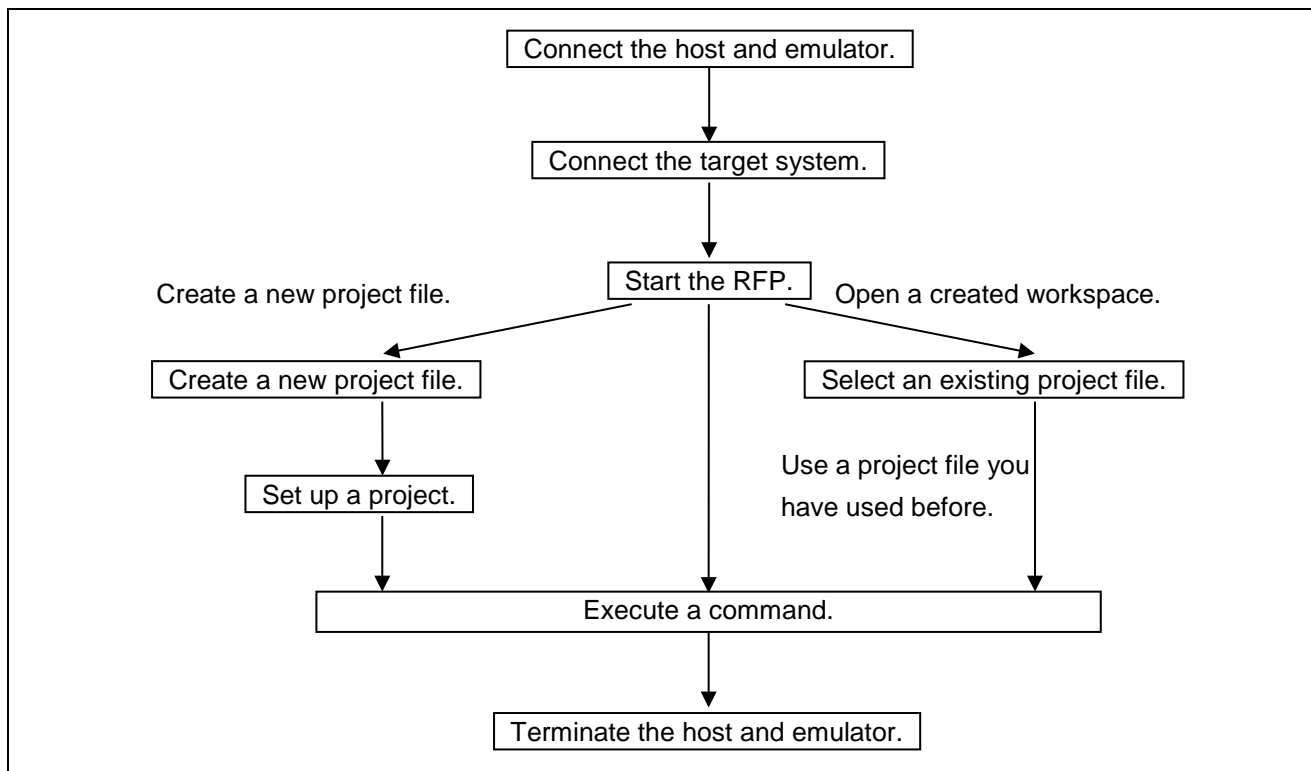 Connect the host and emulator.
Connect the target system.
Start the RFP.
Create a new project file.
Open a created workspace.
Create a new project file.
Select an existing project file.
Use a project file you
have used before.
Set up a project.
Execute a command.
Terminate the host and emulator.